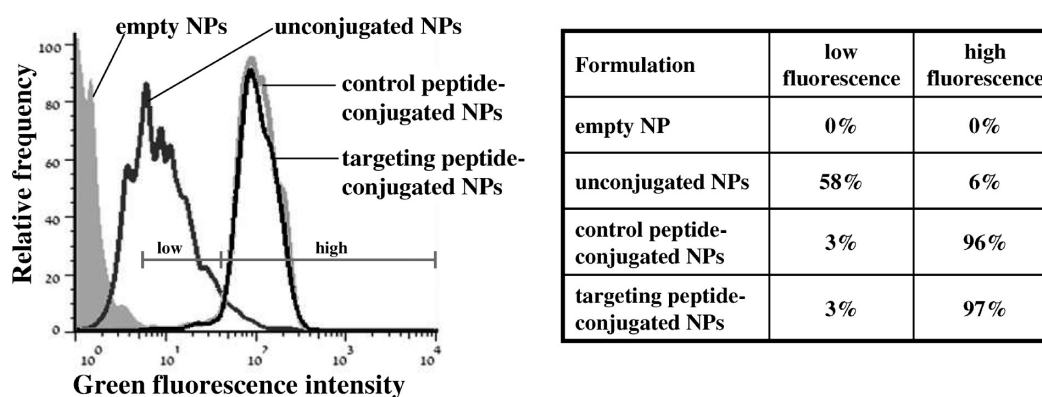 empty NPs
unconjugated NPs
control peptide-
conjugated NPs
targeting peptide-
conjugated NPs
Relative frequency
100
80
60
40
20
0
low
high
10^0
10^1
10^2
10^3
10^4
Green fluorescence intensity
Formulation
low
fluorescence
high
fluorescence
empty NP
0%
0%
unconjugated NPs
58%
6%
control peptide-
conjugated NPs
3%
96%
targeting peptide-
conjugated NPs
3%
97%